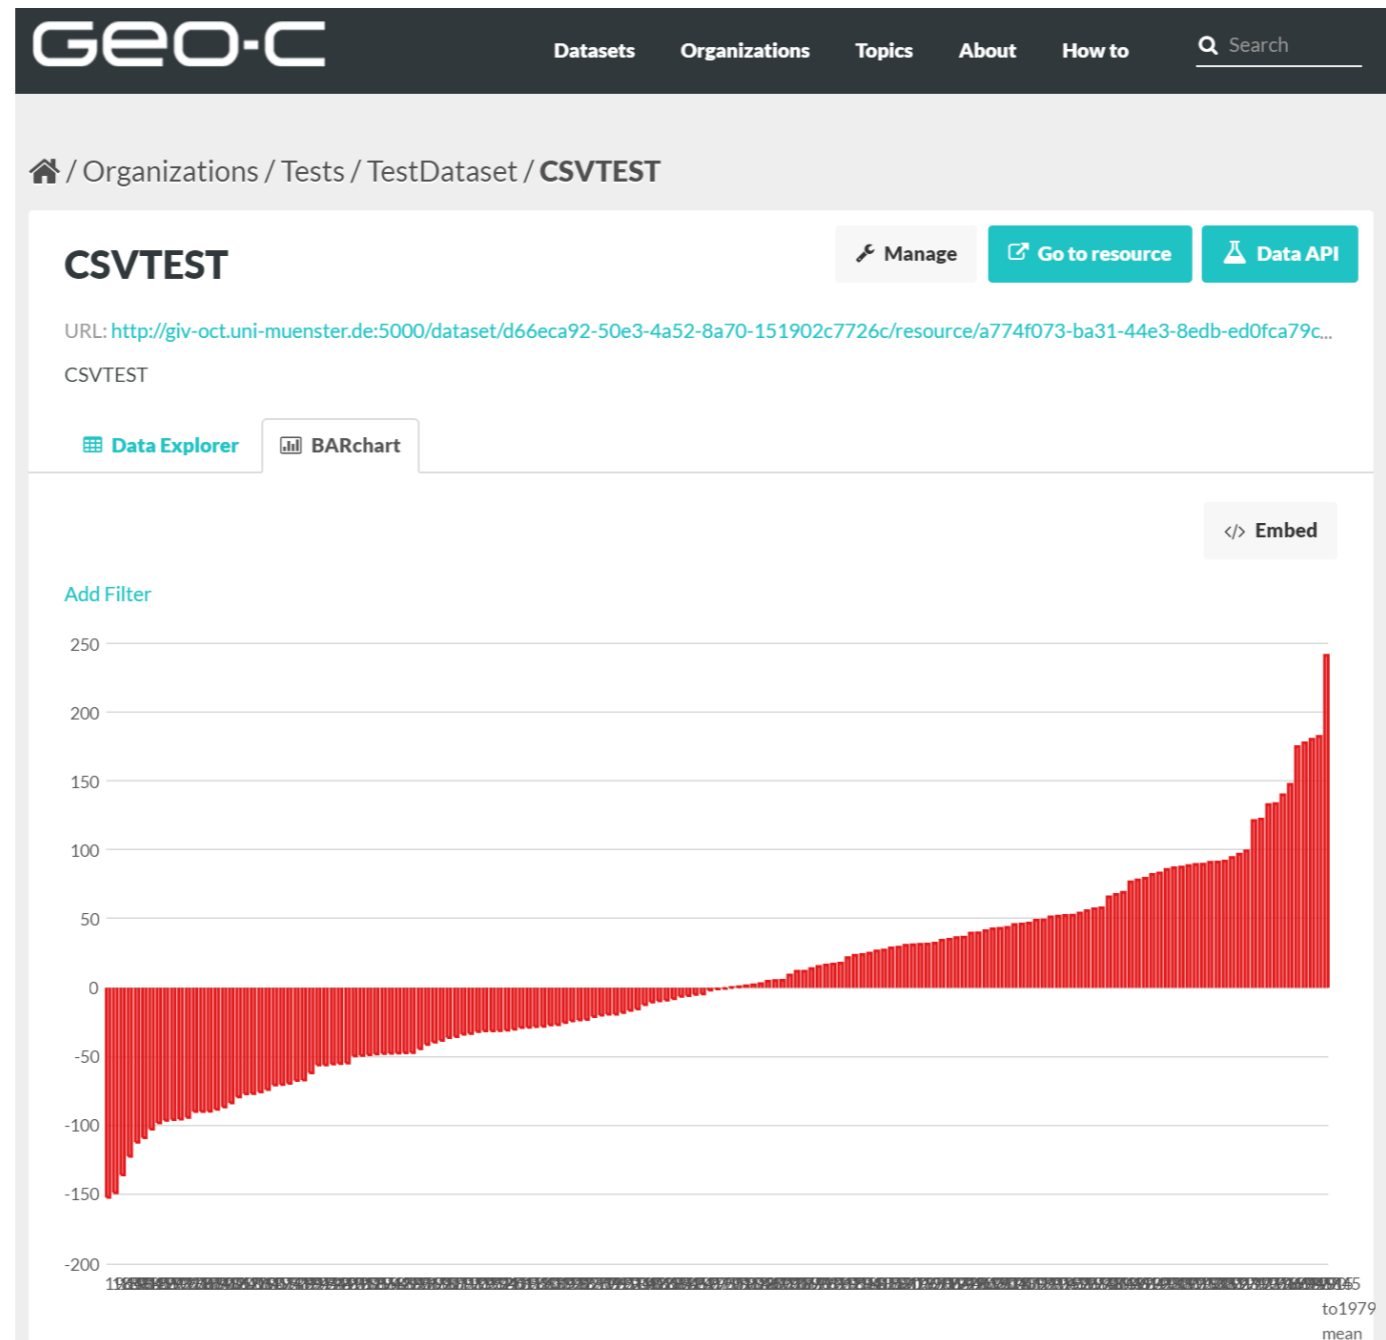 GEO-C
Datasets Organizations Topics About How to Search
/ Organizations / Tests / TestDataset / CSVTEST
CSVTEST
Manage Go to resource Data API
URL: http://giv-oct.uni-muenster.de:5000/dataset/d66eca92-50e3-4a52-8a70-151902c7726c/resource/a774f073-ba31-44e3-8edb-ed0fca79c...
CSVTEST
Data Explorer BARchart
</> Embed
Add Filter
250
200
150
100
50
0
-50
-100
-150
-200
to1979
mean